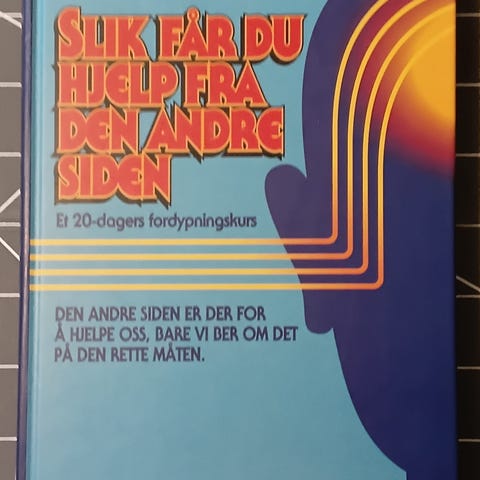 SLIK FÅR DU
HJELP FRA
DEN ANDRE
SIDEN
Et 20-dagers fordypningskurs
DEN ANDRE SIDEN ER DER FOR
Å HJELPE OSS, BARE VI BER OM DET
PÅ DEN RETTE MÅTEN.